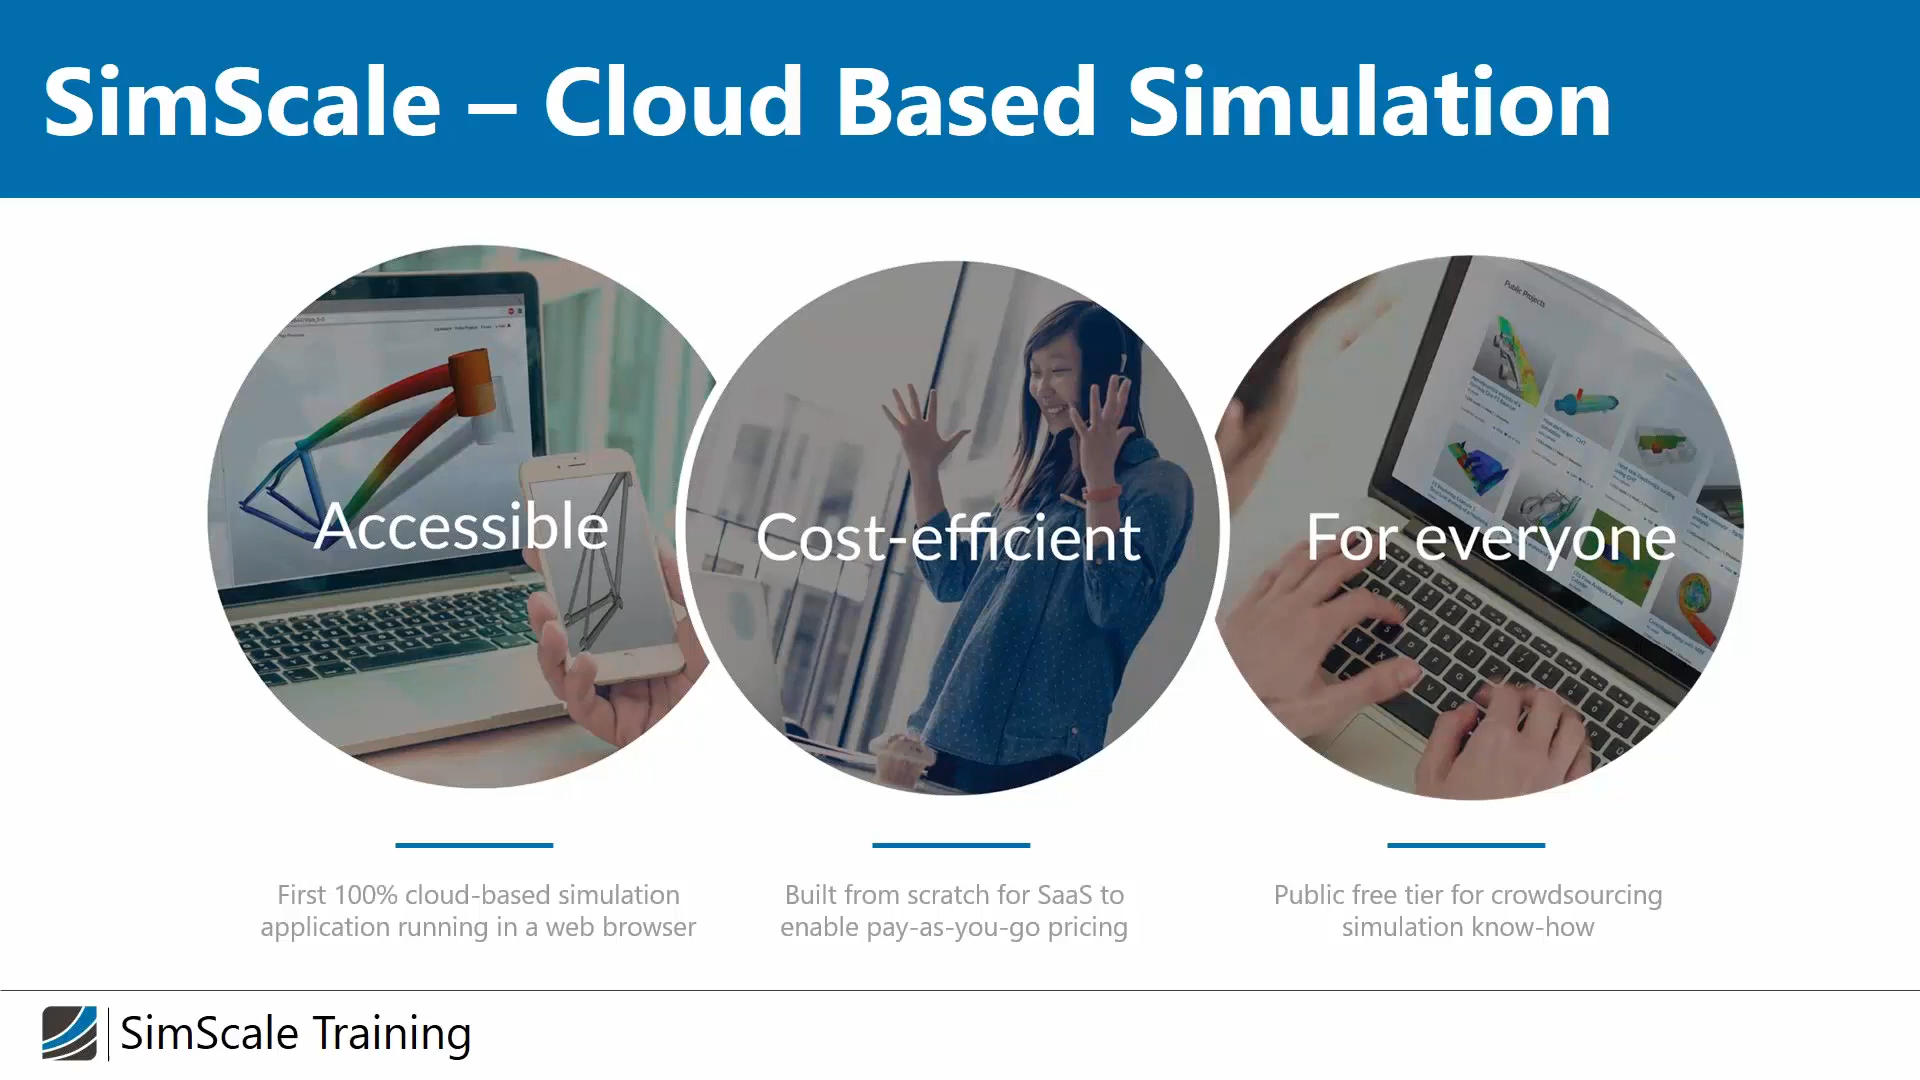 SimScale – Cloud Based Simulation
Public Projects
Accessible
Cost-efficient
For everyone
First 100% cloud-based simulation
application running in a web browser
Built from scratch for SaaS to
enable pay-as-you-go pricing
Public free tier for crowdsourcing
simulation know-how
SimScale Training